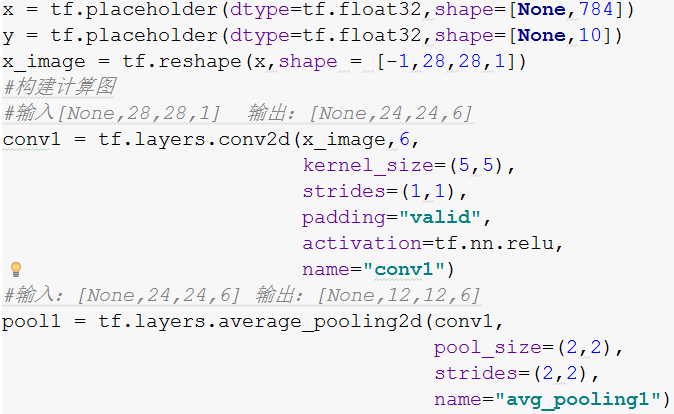 x = tf.placeholder(dtype=tf.float32,shape=[None,784])
y = tf.placeholder(dtype=tf.float32,shape=[None,10])
x_image = tf.reshape(x,shape = [-1,28,28,1])
#构建计算图
#输入[None,28,28,1]  输出：[None,24,24,6]
conv1 = tf.layers.conv2d(x_image,6,
                         kernel_size=(5,5),
                         strides=(1,1),
                         padding="valid",
                         activation=tf.nn.relu,
                         name="conv1")
#输入：[None,24,24,6] 输出：[None,12,12,6]
pool1 = tf.layers.average_pooling2d(conv1,
                                    pool_size=(2,2),
                                    strides=(2,2),
                                    name="avg_pooling1")